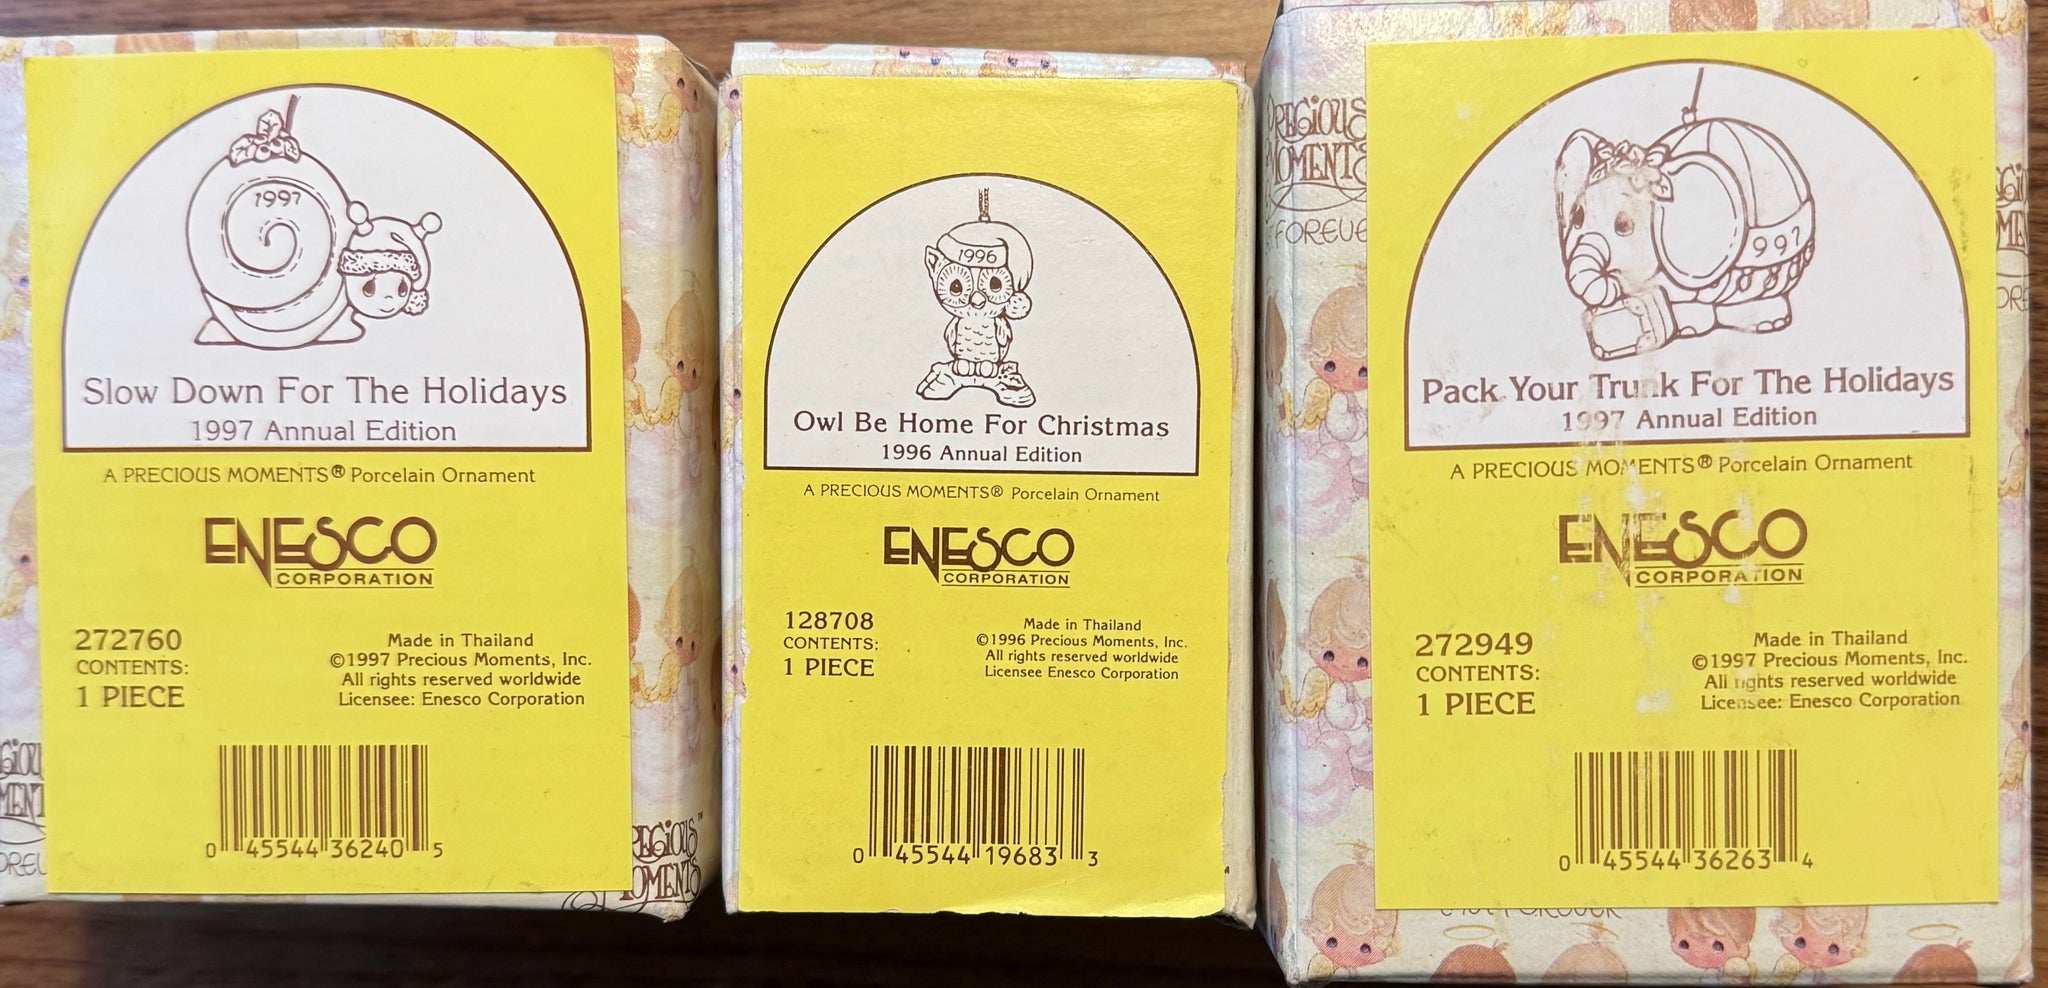 1997
Slow Down For The Holidays
1997 Annual Edition
A PRECIOUS MOMENTS® Porcelain Ornament
ENESCO
CORPORATION
272760
CONTENTS:
1 PIECE
Made in Thailand
©1997 Precious Moments, Inc.
All rights reserved worldwide
Licensee: Enesco Corporation
0 45544 36240 5
PRECIOUS™
MOMENTS
1996
Owl Be Home For Christmas
1996 Annual Edition
A PRECIOUS MOMENTS® Porcelain Ornament
ENESCO
CORPORATION
128708
CONTENTS:
1 PIECE
Made in Thailand
©1996 Precious Moments, Inc.
All rights reserved worldwide
Licensee Enesco Corporation
0 45544 19683 3
PRECIOUS
MOMENTS
FOREVE
1997
Pack Your Trunk For The Holidays
1997 Annual Edition
A PRECIOUS MOMENTS® Porcelain Ornament
ENESCO
CORPORATION
272949
CONTENTS:
1 PIECE
Made in Thailand
©1997 Precious Moments, Inc.
All rights reserved worldwide
Licensee: Enesco Corporation
0 45544 36263 4